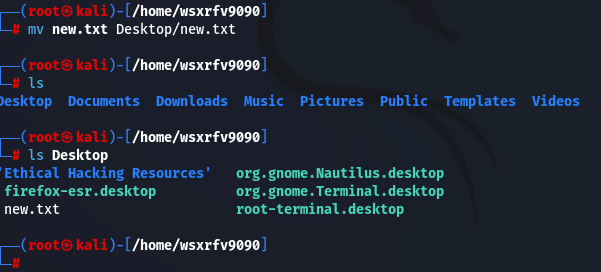 ┌──(root㉿kali)-[/home/wsxrfv9090]
└─# mv new.txt Desktop/new.txt
┌──(root㉿kali)-[/home/wsxrfv9090]
└─# ls
Desktop Documents Downloads Music Pictures Public Templates Videos
┌──(root㉿kali)-[/home/wsxrfv9090]
└─# ls Desktop
'Ethical Hacking Resources' org.gnome.Nautilus.desktop
firefox-esr.desktop org.gnome.Terminal.desktop
new.txt root-terminal.desktop
┌──(root㉿kali)-[/home/wsxrfv9090]
└─#